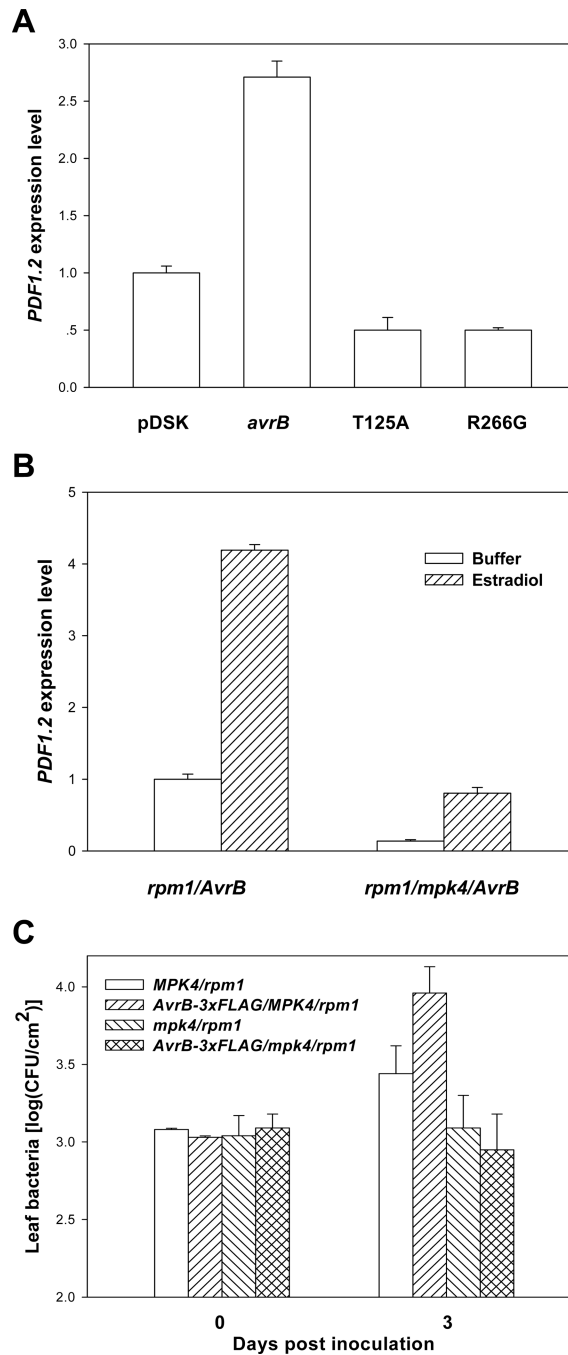 A
3.0
2.5
2.0
1.5
1.0
.5
0.0
PDF1.2 expression level
pDSK avrB T125A R266G
B
5
4
3
2
1
0
PDF1.2 expression level
Buffer
Estradiol
rpm1/AvrB rpm1/mpk4/AvrB
C
4.0
3.5
3.0
2.5
2.0
Leaf bacteria [log(CFU/cm²)]
MPK4/rpm1
AvrB-3xFLAG/MPK4/rpm1
mpk4/rpm1
AvrB-3xFLAG/mpk4/rpm1
0 3
Days post inoculation